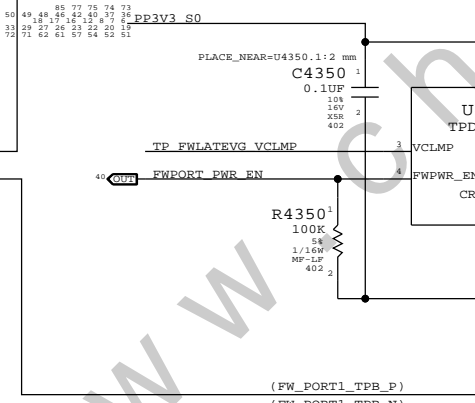 85 77 75 74 73
50 49 48 46 42 40 37 36
18 17 16 12 8 7 6
33 29 27 26 23 22 20 19
72 71 62 61 57 54 52 51
PP3V3_S0
PLACE_NEAR=U4350.1:2 mm
C4350 1
0.1UF
10%
16V
X5R
402
2
U
TPD
TP_FWLATEVG_VCLMP
3
VCLMP
40
OUT
FWPORT_PWR_EN
4
FWPWR_EN
CR
R4350 1
100K
5%
1/16W
MF-LF
402
2
w w . c h
(FW_PORT1_TPB_P)
(FW_PORT1_TPB_N)